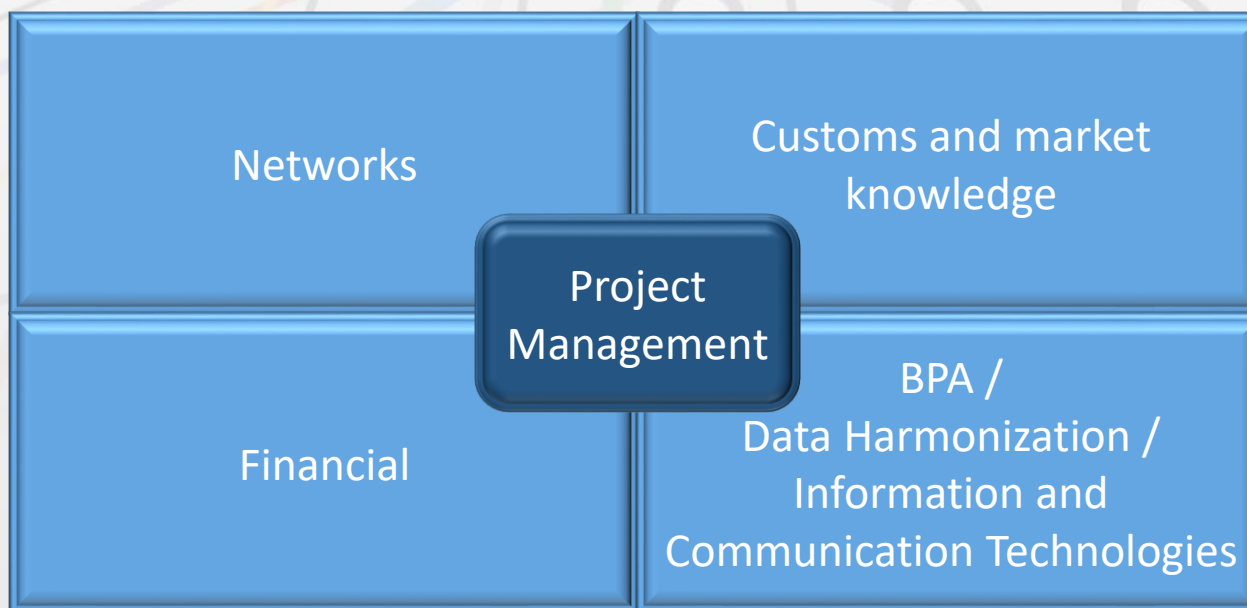 Networks
Customs and market
knowledge
Project
Management
Financial
BPA /
Data Harmonization /
Information and
Communication Technologies